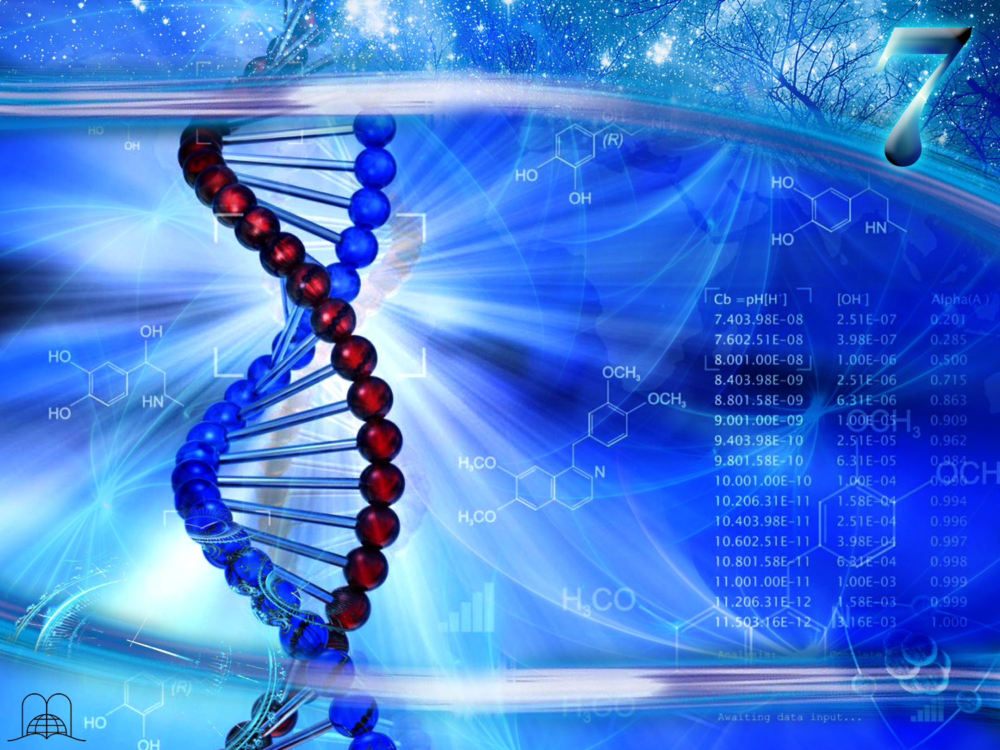 7
HO
OH
OH
NH₂
(R)
HO
OH
HO
HN
HO
OH
HO
HN
HO
Cb =pH[H⁺] [OH⁻] Alpha(A⁻)
7.403.98E-08 2.51E-07 0.201
7.602.51E-08 3.98E-07 0.285
8.001.00E-08 1.00E-06 0.500
8.403.98E-09 2.51E-06 0.715
8.801.58E-09 6.31E-06 0.863
9.001.00E-09 1.00E-05 0.909
9.403.98E-10 2.51E-05 0.962
9.801.58E-10 6.31E-05 0.984
10.001.00E-10 1.00E-04 0.990
10.206.31E-11 1.58E-04 0.994
10.403.98E-11 2.51E-04 0.996
10.602.51E-11 3.98E-04 0.997
10.801.58E-11 6.31E-04 0.998
11.001.00E-11 1.00E-03 0.999
11.206.31E-12 1.58E-03 0.999
11.503.16E-12 3.16E-03 1.000
OCH₃
OCH₃
H₃CO
N
H₃CO
OCH₃
OCH
H₃CO
N
Analysis: Complete
H₃CO
Awaiting data input...
(R)
HO
OH